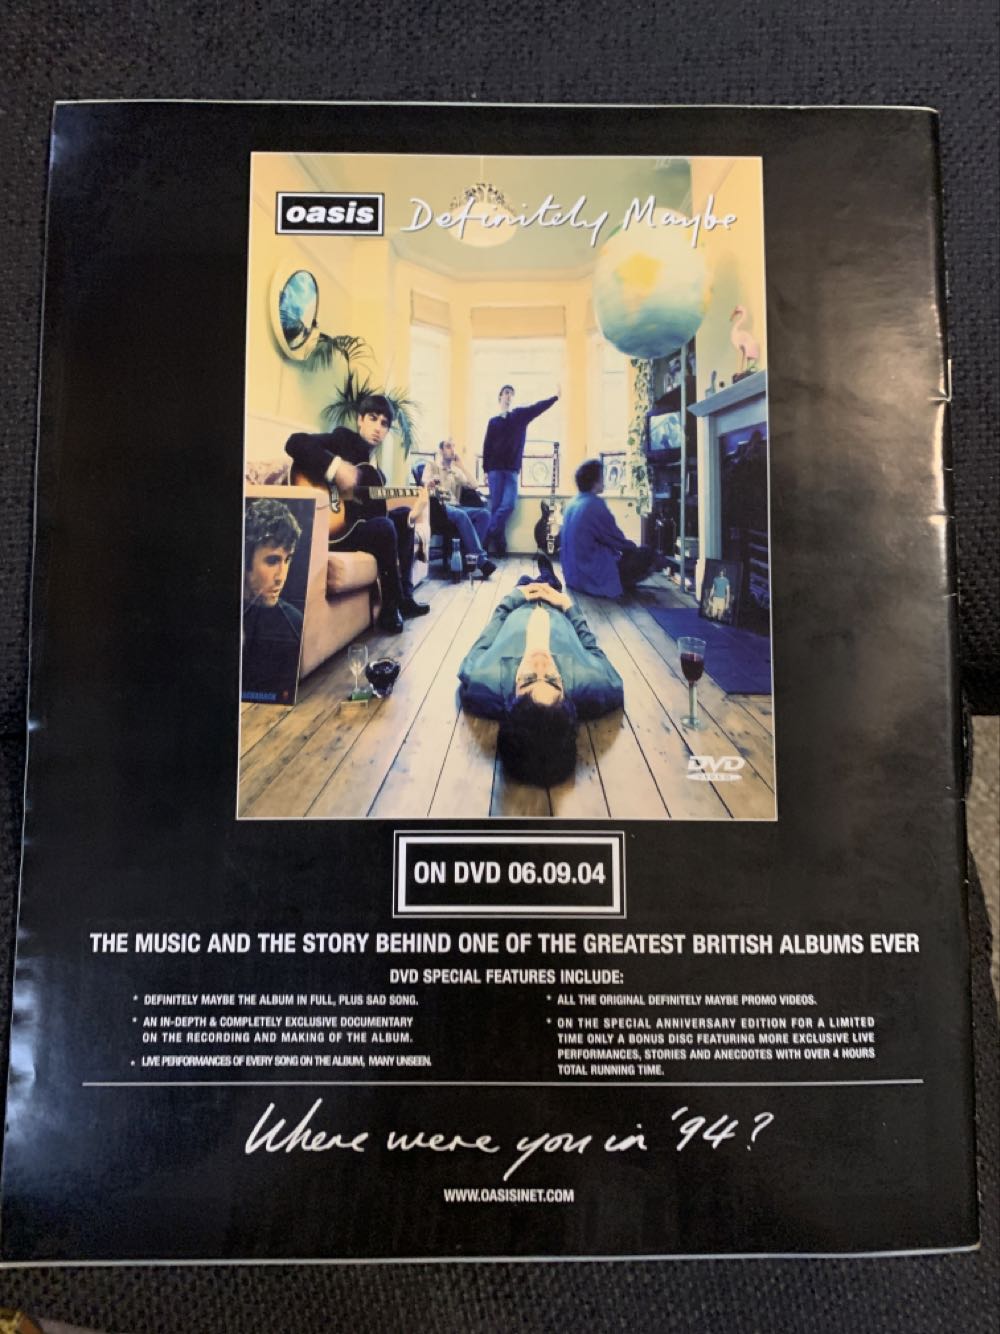 oasis Definitely Maybe
DVD
VIDEO
ON DVD 06.09.04
THE MUSIC AND THE STORY BEHIND ONE OF THE GREATEST BRITISH ALBUMS EVER
DVD SPECIAL FEATURES INCLUDE:
* DEFINITELY MAYBE THE ALBUM IN FULL, PLUS SAD SONG.
* AN IN-DEPTH & COMPLETELY EXCLUSIVE DOCUMENTARY
ON THE RECORDING AND MAKING OF THE ALBUM.
* LIVE PERFORMANCES OF EVERY SONG ON THE ALBUM, MANY UNSEEN.
* ALL THE ORIGINAL DEFINITELY MAYBE PROMO VIDEOS.
* ON THE SPECIAL ANNIVERSARY EDITION FOR A LIMITED
TIME ONLY A BONUS DISC FEATURING MORE EXCLUSIVE LIVE
PERFORMANCES, STORIES AND ANECDOTES WITH OVER 4 HOURS
TOTAL RUNNING TIME.
Where were you in '94?
WWW.OASISINET.COM